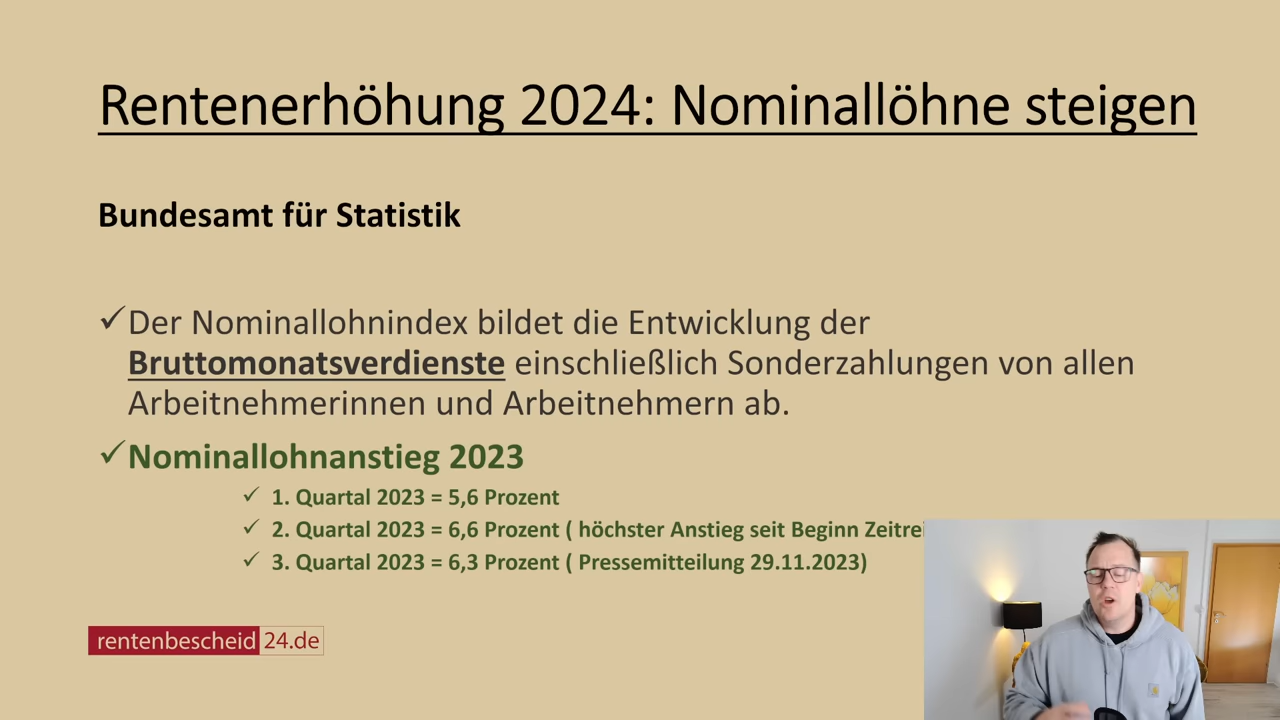 Rentenerhöhung 2024: Nominallöhne steigen
Bundesamt für Statistik
✓Der Nominallohnindex bildet die Entwicklung der
Bruttomonatsverdienste einschließlich Sonderzahlungen von allen
Arbeitnehmerinnen und Arbeitnehmern ab.
✓Nominallohnanstieg 2023
✓ 1. Quartal 2023 = 5,6 Prozent
✓ 2. Quartal 2023 = 6,6 Prozent ( höchster Anstieg seit Beginn
✓ 3. Quartal 2023 = 6,3 Prozent ( Pressemitteilung 29.11.2023)
rentenbescheid 24.de